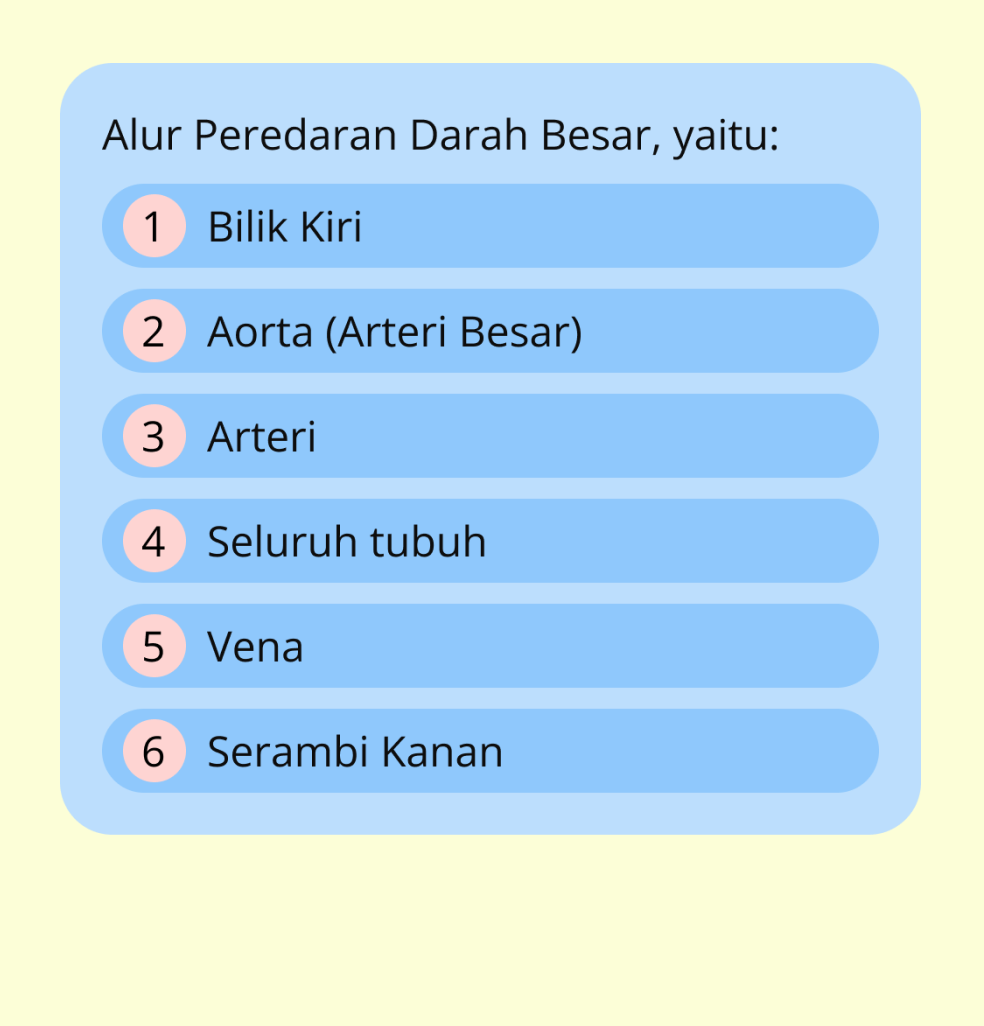 Alur Peredaran Darah Besar, yaitu:
1 Bilik Kiri
2 Aorta (Arteri Besar)
3 Arteri
4 Seluruh tubuh
5 Vena
6 Serambi Kanan